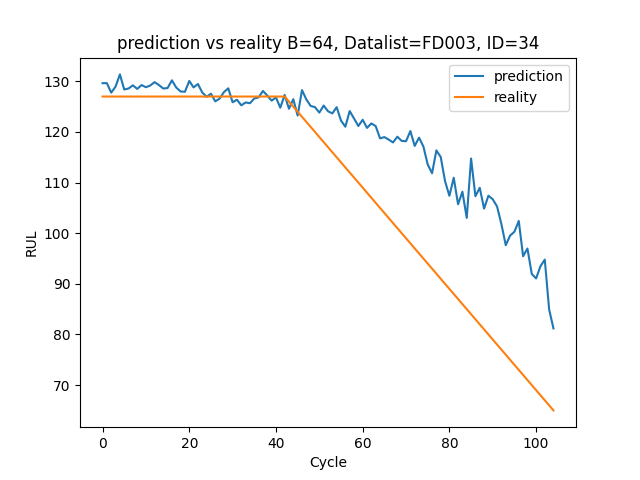 prediction vs reality B=64, Datalist=FD003, ID=34
prediction
reality
RUL
130
120
110
100
90
80
70
0 20 40 60 80 100
Cycle